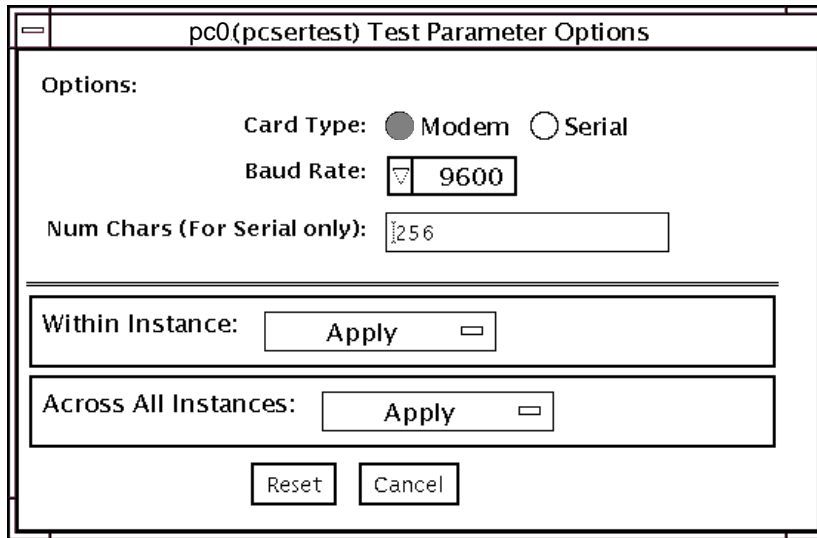 pc0(pcsertest) Test Parameter Options
Options:
Card Type: Modem Serial
Baud Rate: 9600
Num Chars (For Serial only): 256
Within Instance: Apply
Across All Instances: Apply
Reset Cancel